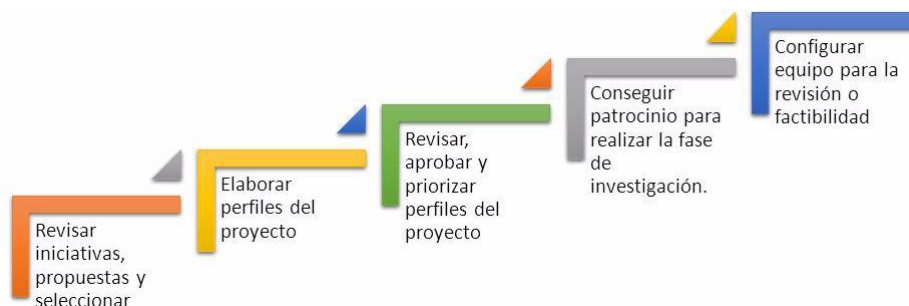 Revisar
iniciativas,
propuestas y
seleccionar
Elaborar
perfiles del
proyecto
Revisar,
aprobar y
priorizar
perfiles del
proyecto
Conseguir
patrocinio para
realizar la fase
de
investigación.
Configurar
equipo para la
revisión o
factibilidad